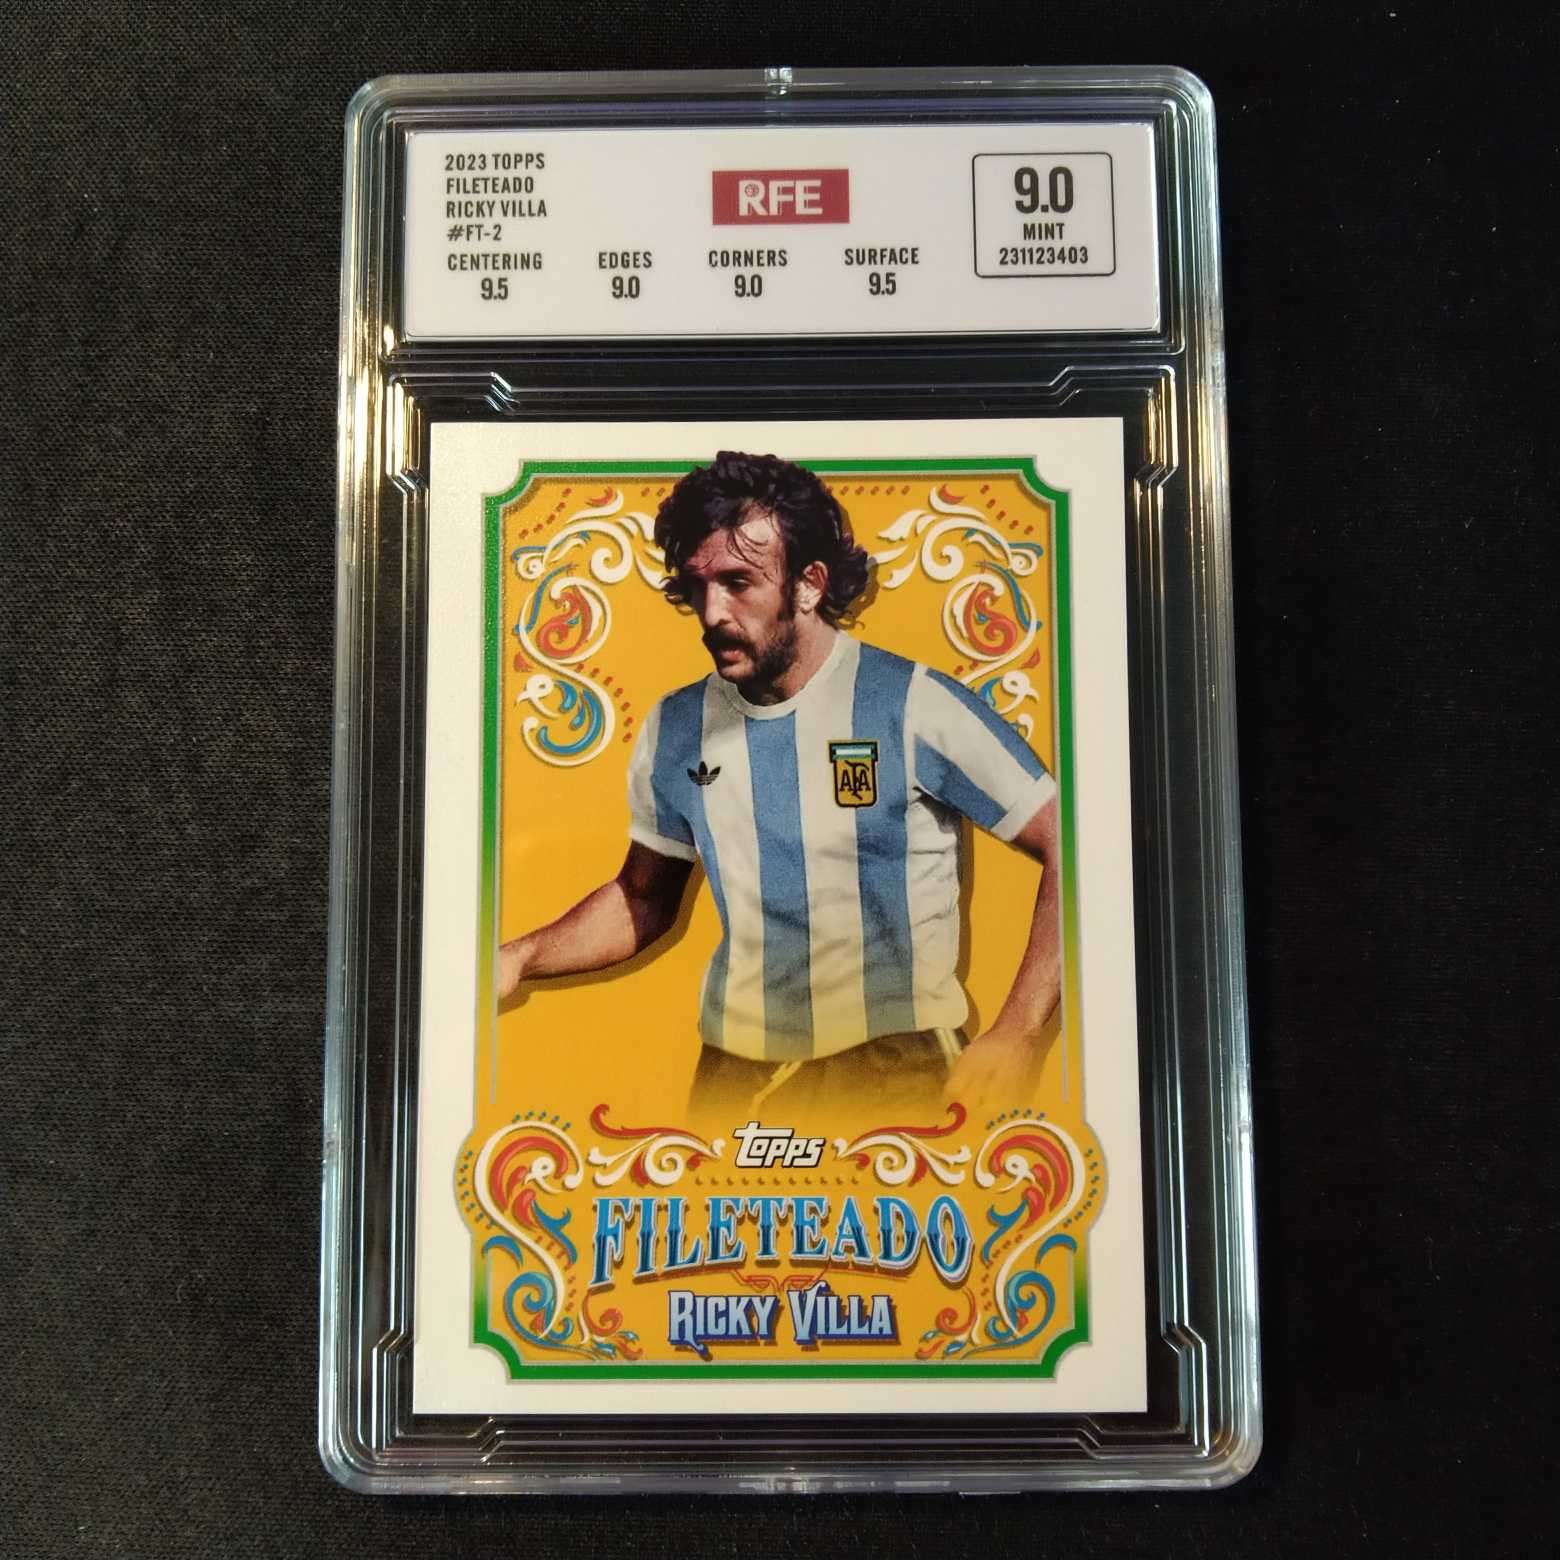 2023 TOPPS
FILETEADO
RICKY VILLA
#FT-2
RFE
9.0
MINT
231123403
CENTERING EDGES CORNERS SURFACE
9.5 9.0 9.0 9.5
AFA
topps
FILETEADO
RICKY VILLA